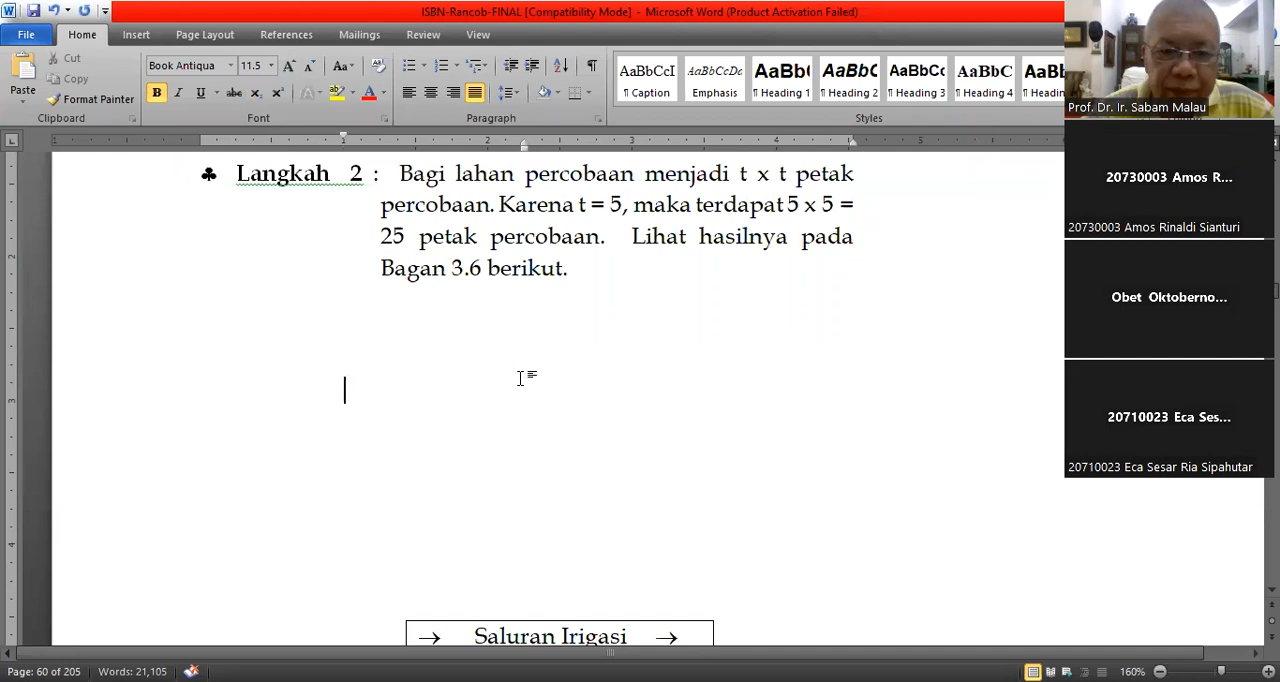 ISBN-Rancob-FINAL [Compatibility Mode] - Microsoft Word (Product Activation Failed)
File Home Insert Page Layout References Mailings Review View
Cut
Copy
Format Painter
Paste
Clipboard
Book Antiqua 11.5
Font
Paragraph
AaBbCcI AaBbCcDc AaBb( AaBbC AaBbCc AaBbC AaBb
¶ Caption Emphasis ¶ Heading 1 ¶ Heading 2 ¶ Heading 3 ¶ Heading 4 ¶ Head
Styles
♣ Langkah 2 : Bagi lahan percobaan menjadi t x t petak
percobaan. Karena t = 5, maka terdapat 5 x 5 =
25 petak percobaan. Lihat hasilnya pada
Bagan 3.6 berikut.
→ Saluran Irigasi →
Page: 60 of 205 Words: 21,105
160%
Prof. Dr. Ir. Sabam Malau
20730003 Amos R...
20730003 Amos Rinaldi Sianturi
Obet Oktoberno...
20710023 Eca Ses...
20710023 Eca Sesar Ria Sipahutar